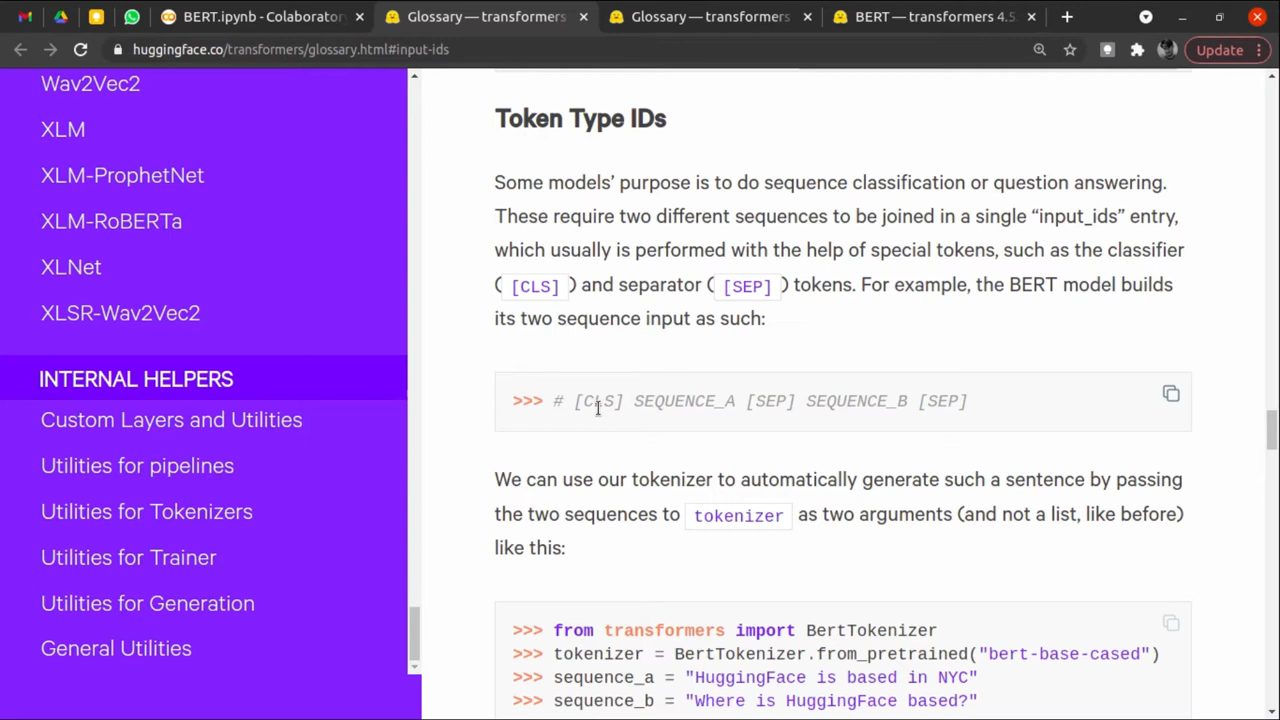 BERT.ipynb - Colaboratory
Glossary — transformers
Glossary — transformers
BERT — transformers 4.5.
huggingface.co/transformers/glossary.html#input-ids
Update
Wav2Vec2
XLM
XLM-ProphetNet
XLM-RoBERTa
XLNet
XLSR-Wav2Vec2
INTERNAL HELPERS
Custom Layers and Utilities
Utilities for pipelines
Utilities for Tokenizers
Utilities for Trainer
Utilities for Generation
General Utilities
Token Type IDs
Some models’ purpose is to do sequence classification or question answering.
These require two different sequences to be joined in a single “input_ids” entry,
which usually is performed with the help of special tokens, such as the classifier
( [CLS] ) and separator ( [SEP] ) tokens. For example, the BERT model builds
its two sequence input as such:
>>> # [CLS] SEQUENCE_A [SEP] SEQUENCE_B [SEP]
We can use our tokenizer to automatically generate such a sentence by passing
the two sequences to tokenizer as two arguments (and not a list, like before)
like this:
>>> from transformers import BertTokenizer
>>> tokenizer = BertTokenizer.from_pretrained("bert-base-cased")
>>> sequence_a = "HuggingFace is based in NYC"
>>> sequence_b = "Where is HuggingFace based?"